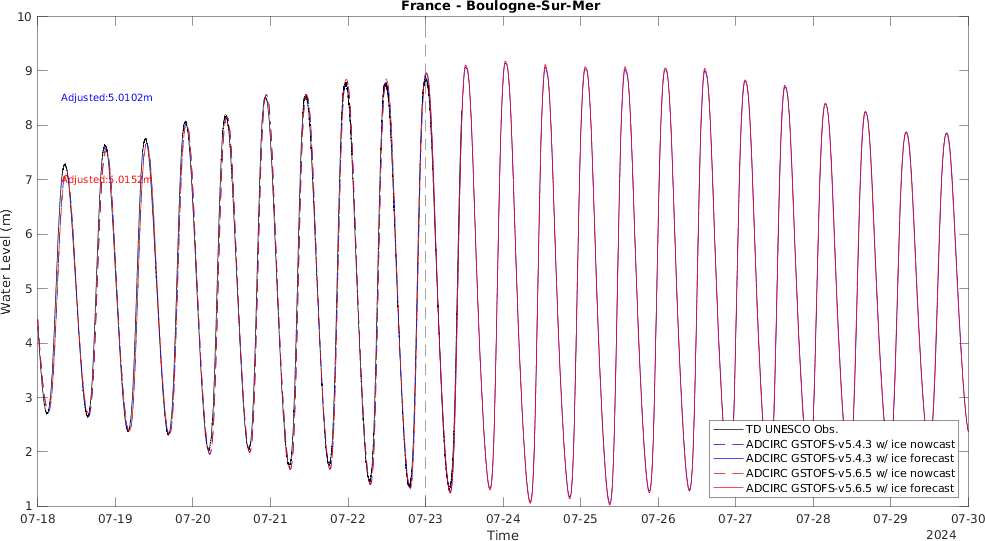 France - Boulogne-Sur-Mer
10
9
8
7
6
5
4
3
2
1
Water Level (m)
Adjusted:5.0102m
Adjusted:5.0152m
TD UNESCO Obs.
ADCIRC GSTOFS-v5.4.3 w/ ice nowcast
ADCIRC GSTOFS-v5.4.3 w/ ice forecast
ADCIRC GSTOFS-v5.6.5 w/ ice nowcast
ADCIRC GSTOFS-v5.6.5 w/ ice forecast
07-18 07-19 07-20 07-21 07-22 07-23 07-24 07-25 07-26 07-27 07-28 07-29 07-30
Time
2024